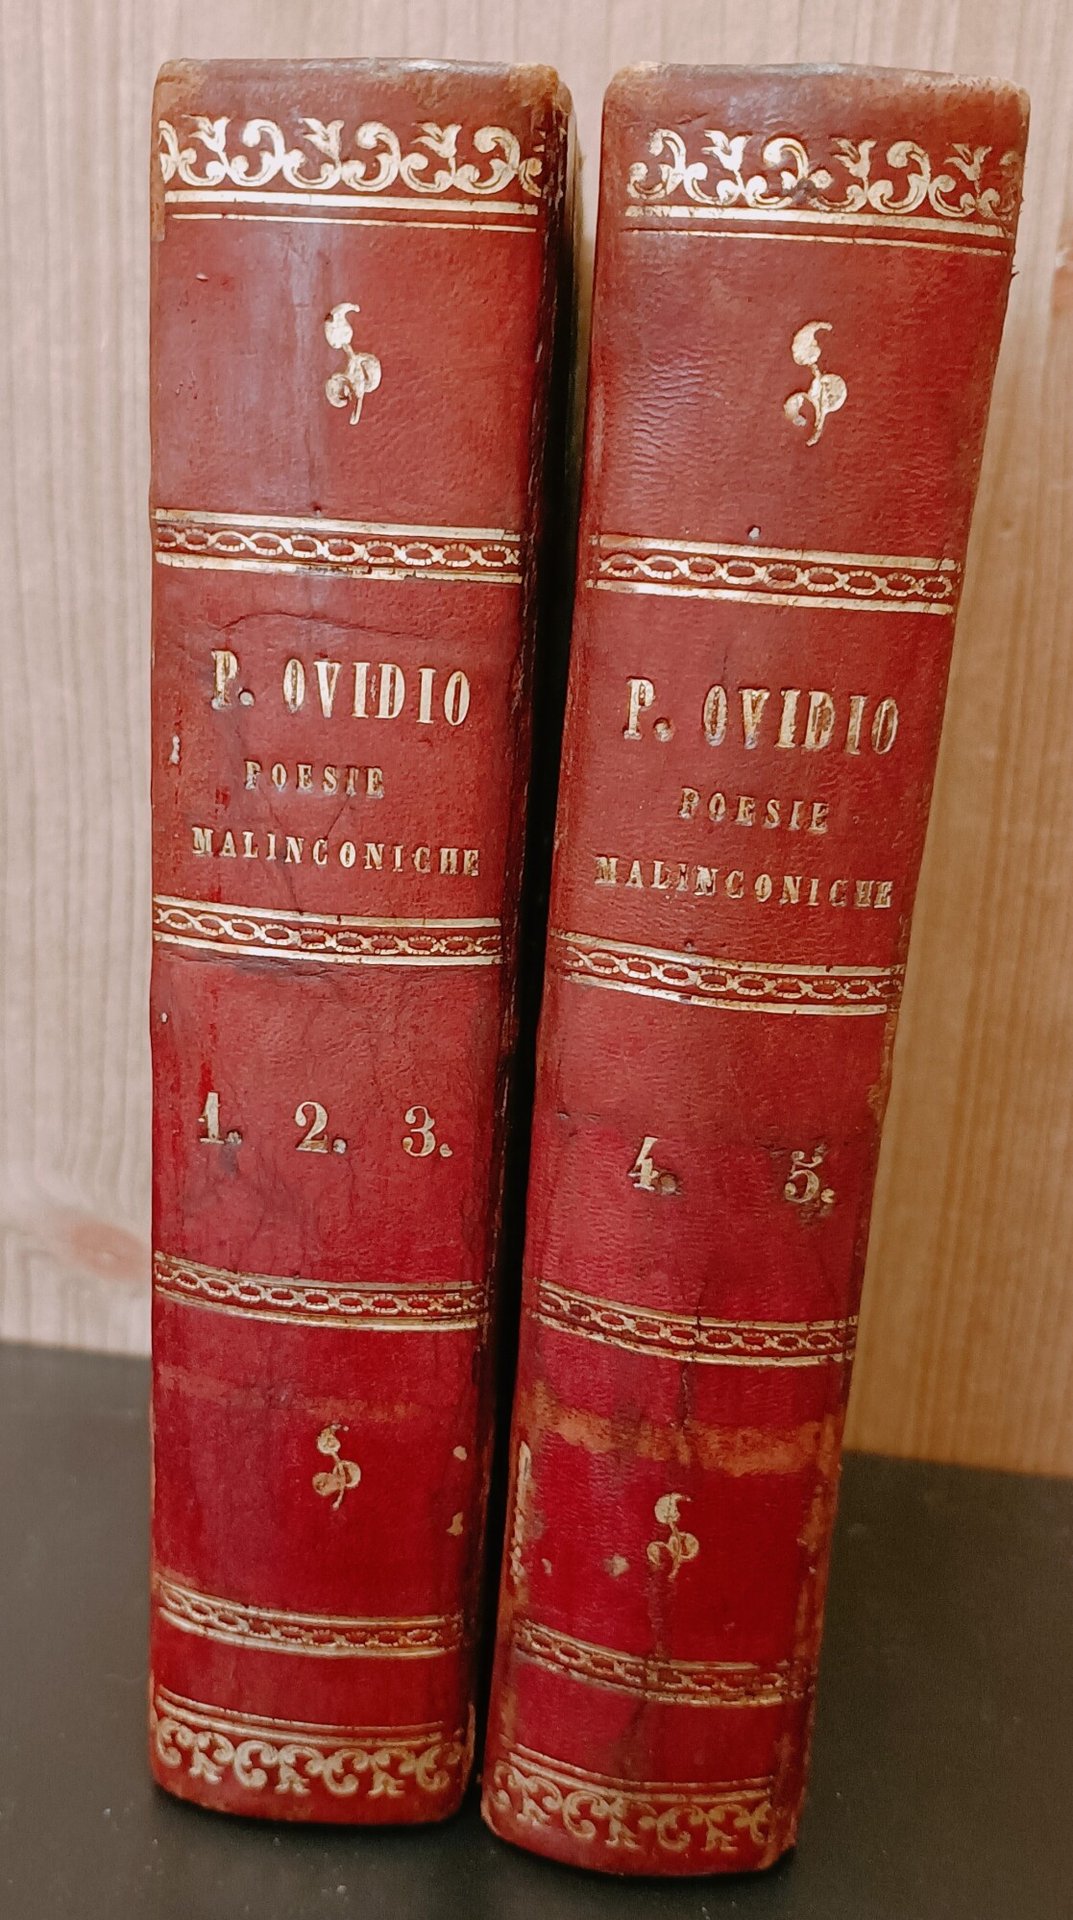 P. OVIDIO
POESIE
MALINCONICHE
1. 2. 3.
P. OVIDIO
POESIE
MALINCONICHE
4. 5.